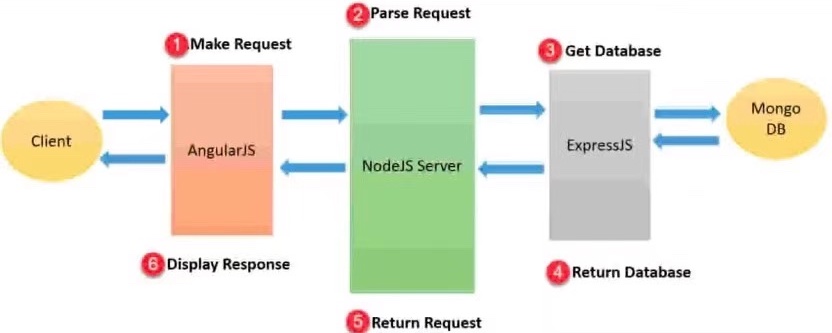 2 Parse Request
1 Make Request
3 Get Database
Client
AngularJS
NodeJS Server
ExpressJS
Mongo
DB
6 Display Response
4 Return Database
5 Return Request